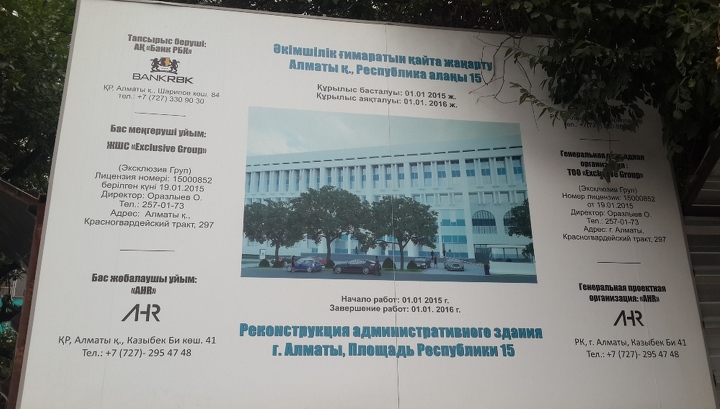 Тапсырыс беруші:
АҚ «Банк РБК»
BANKRBK
ҚР, Алматы қ., Шарипов көш. 84
тел.: +7 (727) 330 90 30
Бас меңгеруші ұйым:
ЖШС «Exclusive Group»
(Эксклюзив Груп)
Лицензия номері: 15000852
берілген күні 19.01.2015
Директор: Оразлыев О.
Тел.: 257-01-73
Адрес: Алматы қ.,
Красногвардейский тракт, 297
Бас жобалаушы ұйым:
«AHR»
AHR
ҚР, Алматы қ., Казыбек Би көш. 41
Тел.: +7 (727)- 295 47 48
Әкімшілік ғимаратын қайта жаңарту
Алматы қ., Республика алаңы 15
Құрылыс басталуы: 01.01 2015 ж.
Құрылыс аяқталуы: 01.01. 2016 ж.
Начало работ: 01.01 2015 г.
Завершение работ: 01.01. 2016 г.
Реконструкция административного здания
г. Алматы, Площадь Республики 15
Генеральная
организация :
ТОО «Exclusive Group»
(Эксклюзив Груп)
Номер лицензии: 15000852
от 19.01.2015
Директор: Оразлыев О.
Тел.: 257-01-73
Адрес: г. Алматы,
Красногвардейский тракт, 297
Генеральная проектная
организация: «AHR»
AHR
РК, г. Алматы, Казыбек Би 41
Тел.: +7 (727)- 295 47 48